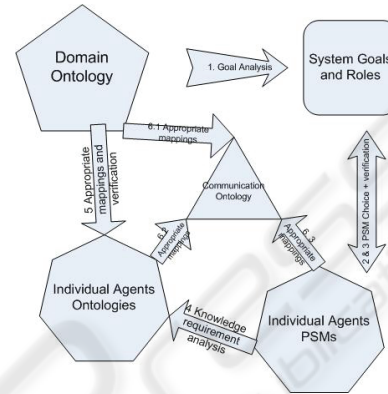 Domain
Ontology
1. Goal Analysis
System Goals
and Roles
6.1 Appropriate
mappings
5 Appropriate
mappings and
verification
Communication
Ontology
2 & 3 PSM Choice + verification
6.2
Appropriate
mappings
6.3
Appropriate
mappings
Individual Agents
Ontologies
4 Knowledge
requirement
analysis
Individual Agents
PSMs